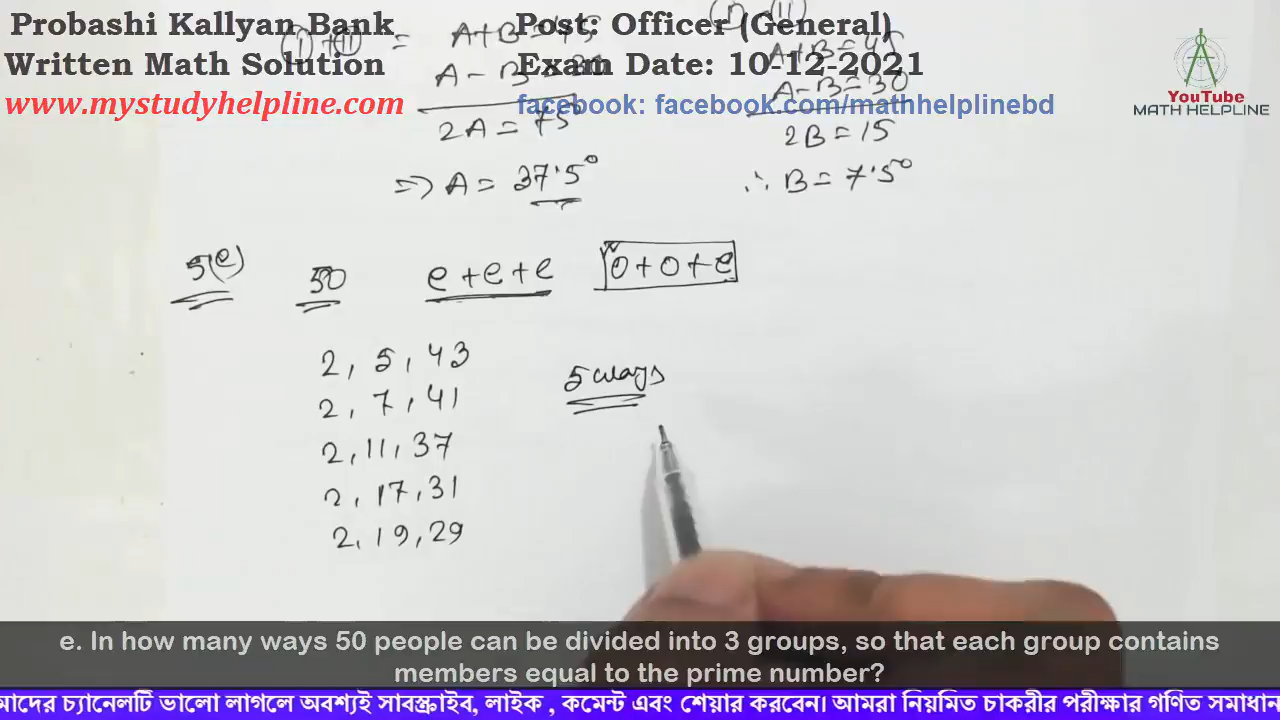 Probashi Kallyan Bank
Post: Officer (General)
Written Math Solution
Exam Date: 10-12-2021
www.mystudyhelpline.com
facebook: facebook.com/mathhelplinebd
YouTube
MATH HELPLINE
A+B=45
A-B=30
2A = 75
=> A = 37.5°
A+B=45
A-B=30
2B = 15
∴ B = 7.5°
5(e)
50
e+e+e
o+o+e
2, 5, 43
2, 7, 41
2, 11, 37
2, 17, 31
2, 19, 29
5 ways
e. In how many ways 50 people can be divided into 3 groups, so that each group contains
members equal to the prime number?
মাদের চ্যানেলটি ভালো লাগলে অবশ্যই সাবস্ক্রাইব, লাইক , কমেন্ট এবং শেয়ার করবেন। আমরা নিয়মিত চাকরীর পরীক্ষার গণিত সমাধান